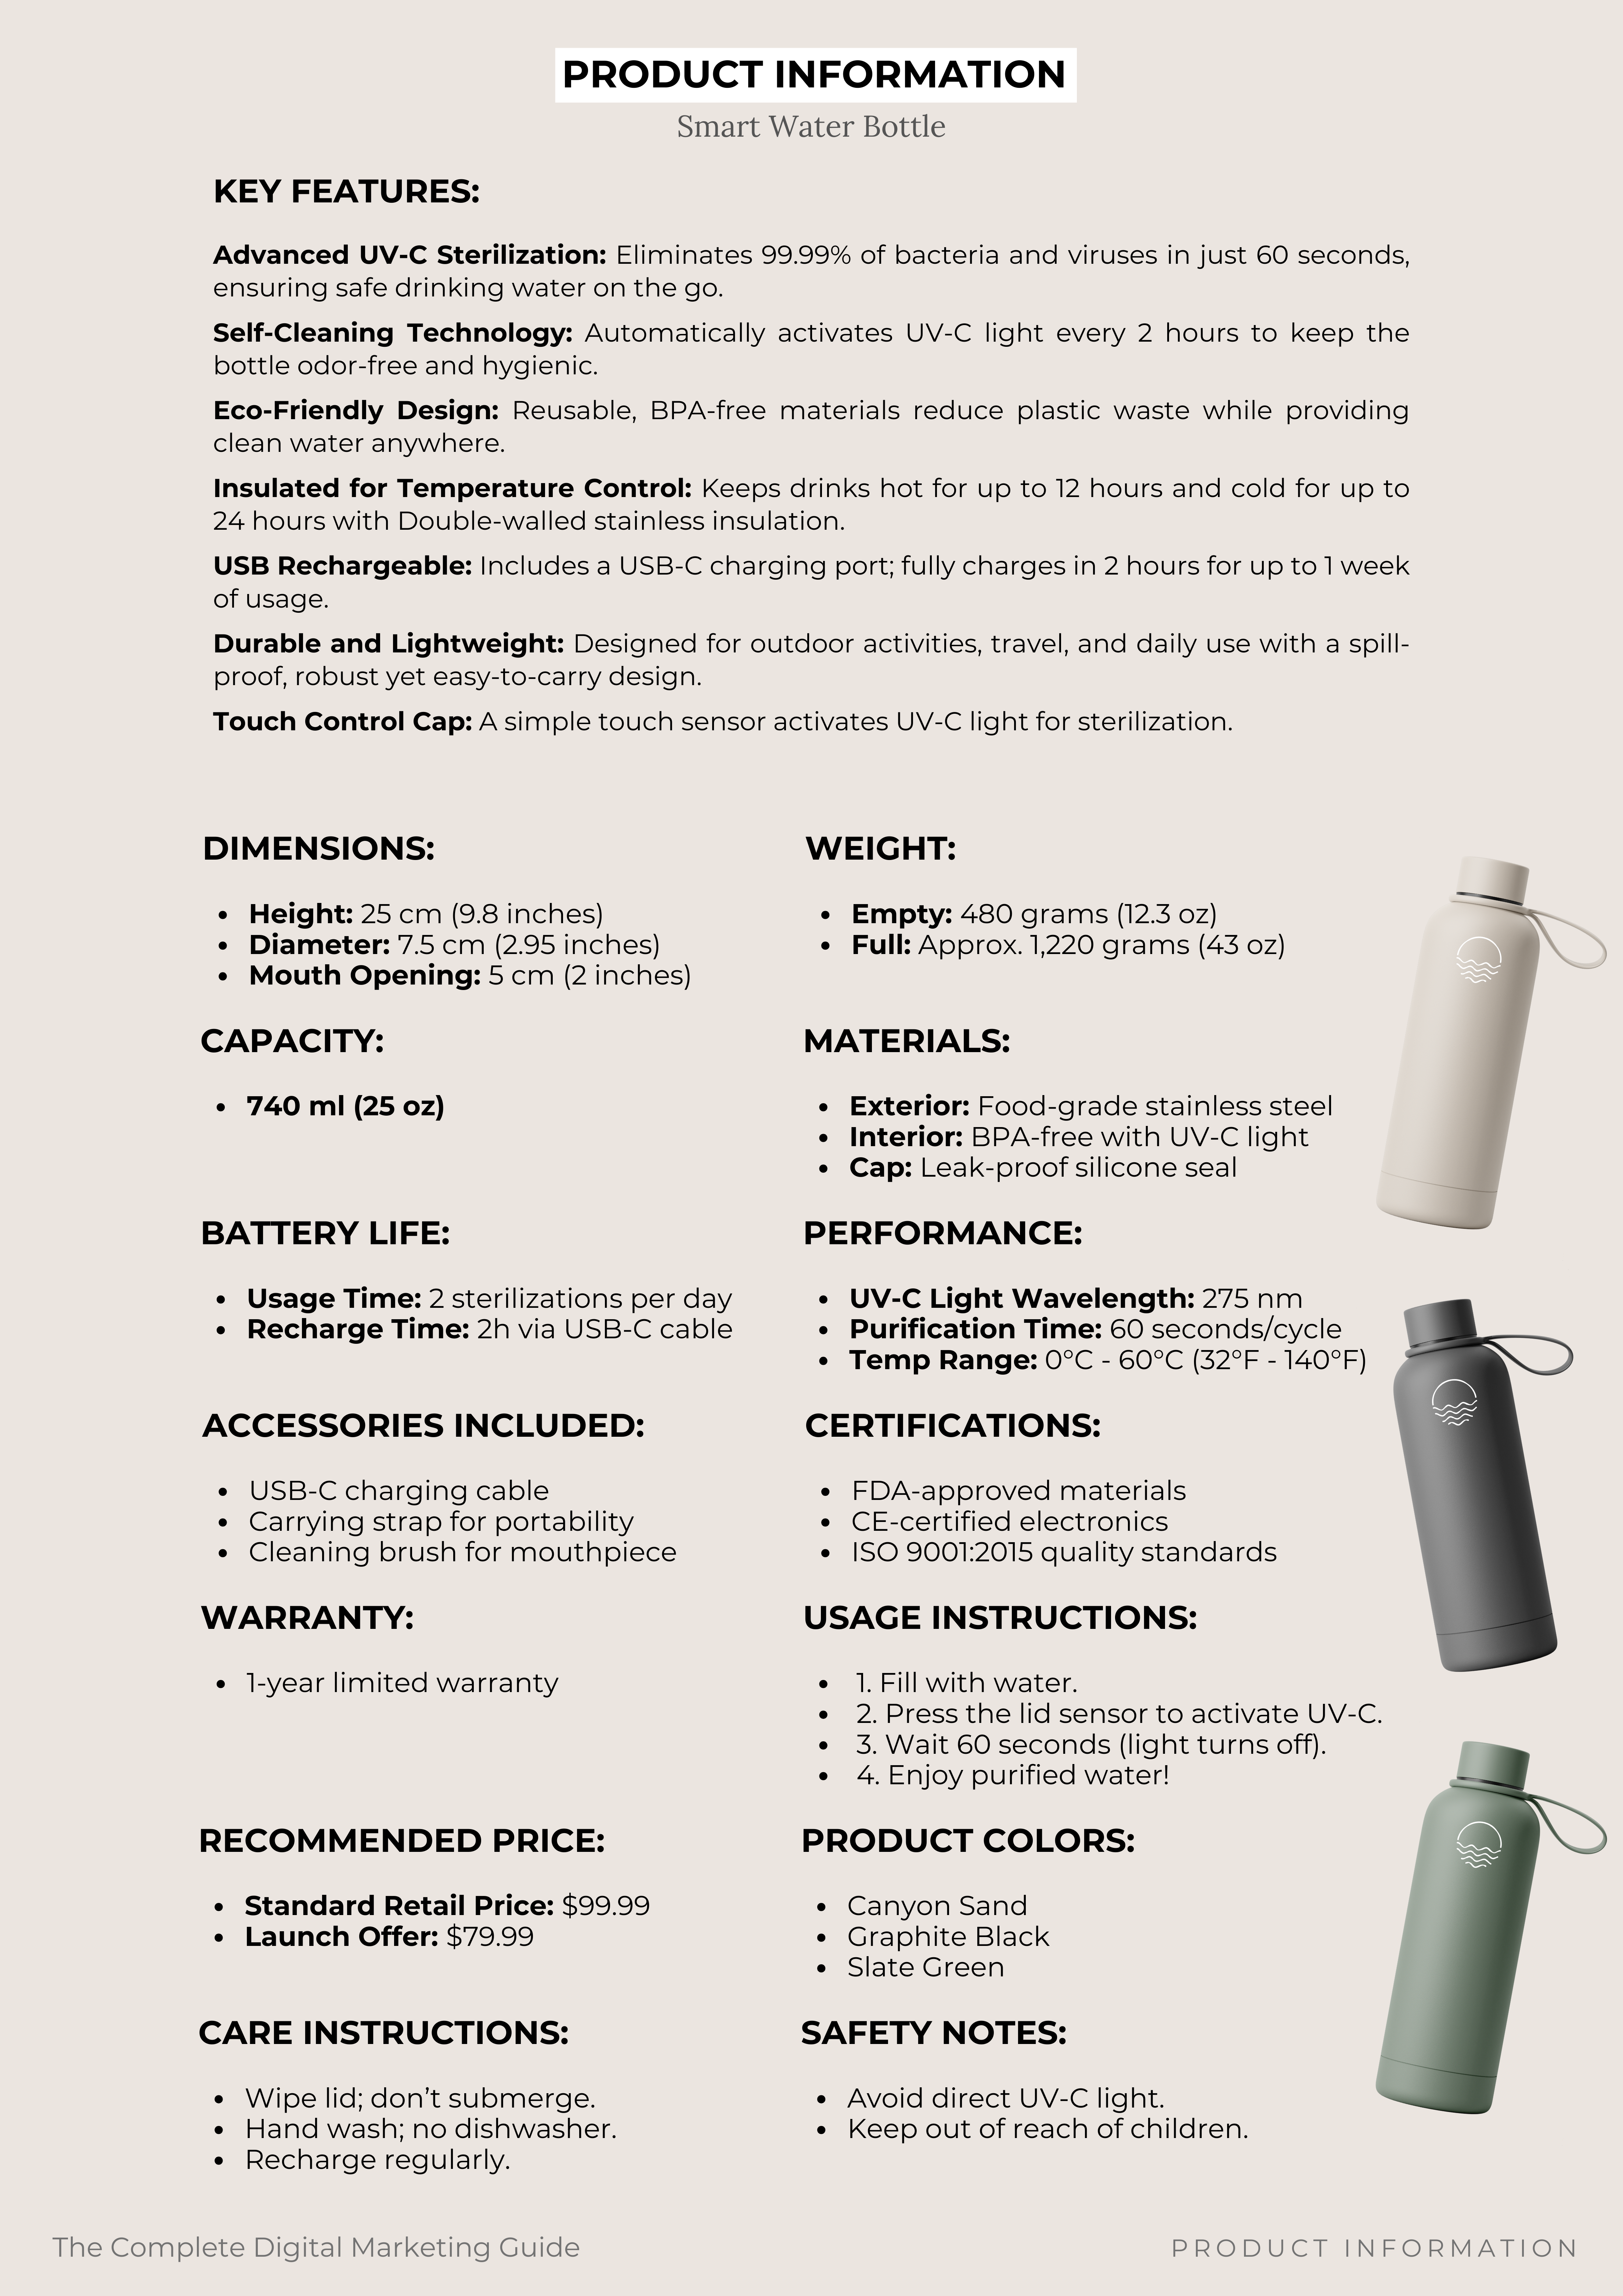 PRODUCT INFORMATION
Smart Water Bottle
KEY FEATURES:
Advanced UV-C Sterilization: Eliminates 99.99% of bacteria and viruses in just 60 seconds,
ensuring safe drinking water on the go.
Self-Cleaning Technology: Automatically activates UV-C light every 2 hours to keep the
bottle odor-free and hygienic.
Eco-Friendly Design: Reusable, BPA-free materials reduce plastic waste while providing
clean water anywhere.
Insulated for Temperature Control: Keeps drinks hot for up to 12 hours and cold for up to
24 hours with Double-walled stainless insulation.
USB Rechargeable: Includes a USB-C charging port; fully charges in 2 hours for up to 1 week
of usage.
Durable and Lightweight: Designed for outdoor activities, travel, and daily use with a spill-
proof, robust yet easy-to-carry design.
Touch Control Cap: A simple touch sensor activates UV-C light for sterilization.
DIMENSIONS:
• Height: 25 cm (9.8 inches)
• Diameter: 7.5 cm (2.95 inches)
• Mouth Opening: 5 cm (2 inches)
WEIGHT:
• Empty: 480 grams (12.3 oz)
• Full: Approx. 1,220 grams (43 oz)
CAPACITY:
• 740 ml (25 oz)
MATERIALS:
• Exterior: Food-grade stainless steel
• Interior: BPA-free with UV-C light
• Cap: Leak-proof silicone seal
BATTERY LIFE:
• Usage Time: 2 sterilizations per day
• Recharge Time: 2h via USB-C cable
PERFORMANCE:
• UV-C Light Wavelength: 275 nm
• Purification Time: 60 seconds/cycle
• Temp Range: 0°C - 60°C (32°F - 140°F)
ACCESSORIES INCLUDED:
• USB-C charging cable
• Carrying strap for portability
• Cleaning brush for mouthpiece
CERTIFICATIONS:
• FDA-approved materials
• CE-certified electronics
• ISO 9001:2015 quality standards
WARRANTY:
• 1-year limited warranty
USAGE INSTRUCTIONS:
• 1. Fill with water.
• 2. Press the lid sensor to activate UV-C.
• 3. Wait 60 seconds (light turns off).
• 4. Enjoy purified water!
RECOMMENDED PRICE:
• Standard Retail Price: $99.99
• Launch Offer: $79.99
PRODUCT COLORS:
• Canyon Sand
• Graphite Black
• Slate Green
CARE INSTRUCTIONS:
• Wipe lid; don’t submerge.
• Hand wash; no dishwasher.
• Recharge regularly.
SAFETY NOTES:
• Avoid direct UV-C light.
• Keep out of reach of children.
The Complete Digital Marketing Guide
PRODUCT INFORMATION